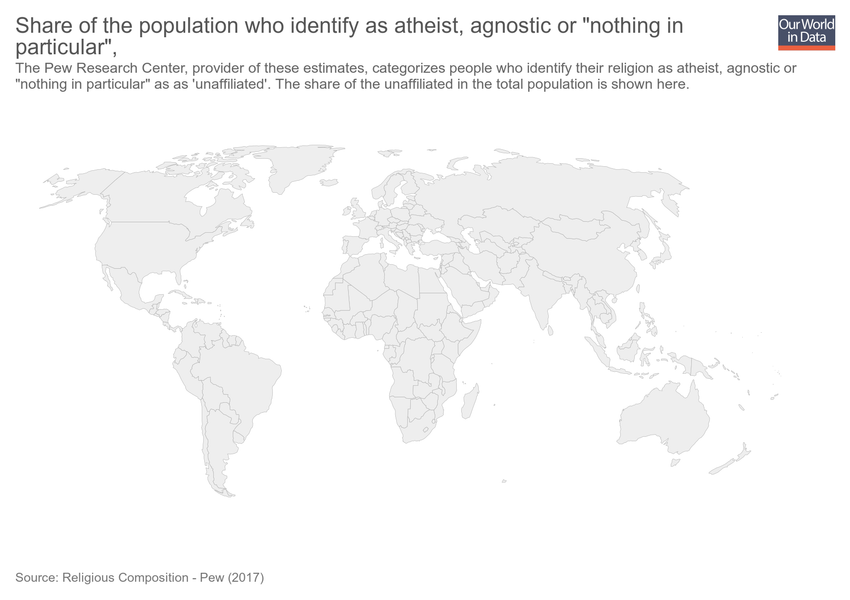 Share of the population who identify as atheist, agnostic or "nothing in
particular",
Our World
in Data
The Pew Research Center, provider of these estimates, categorizes people who identify their religion as atheist, agnostic or
"nothing in particular" as as 'unaffiliated'. The share of the unaffiliated in the total population is shown here.
Source: Religious Composition - Pew (2017)